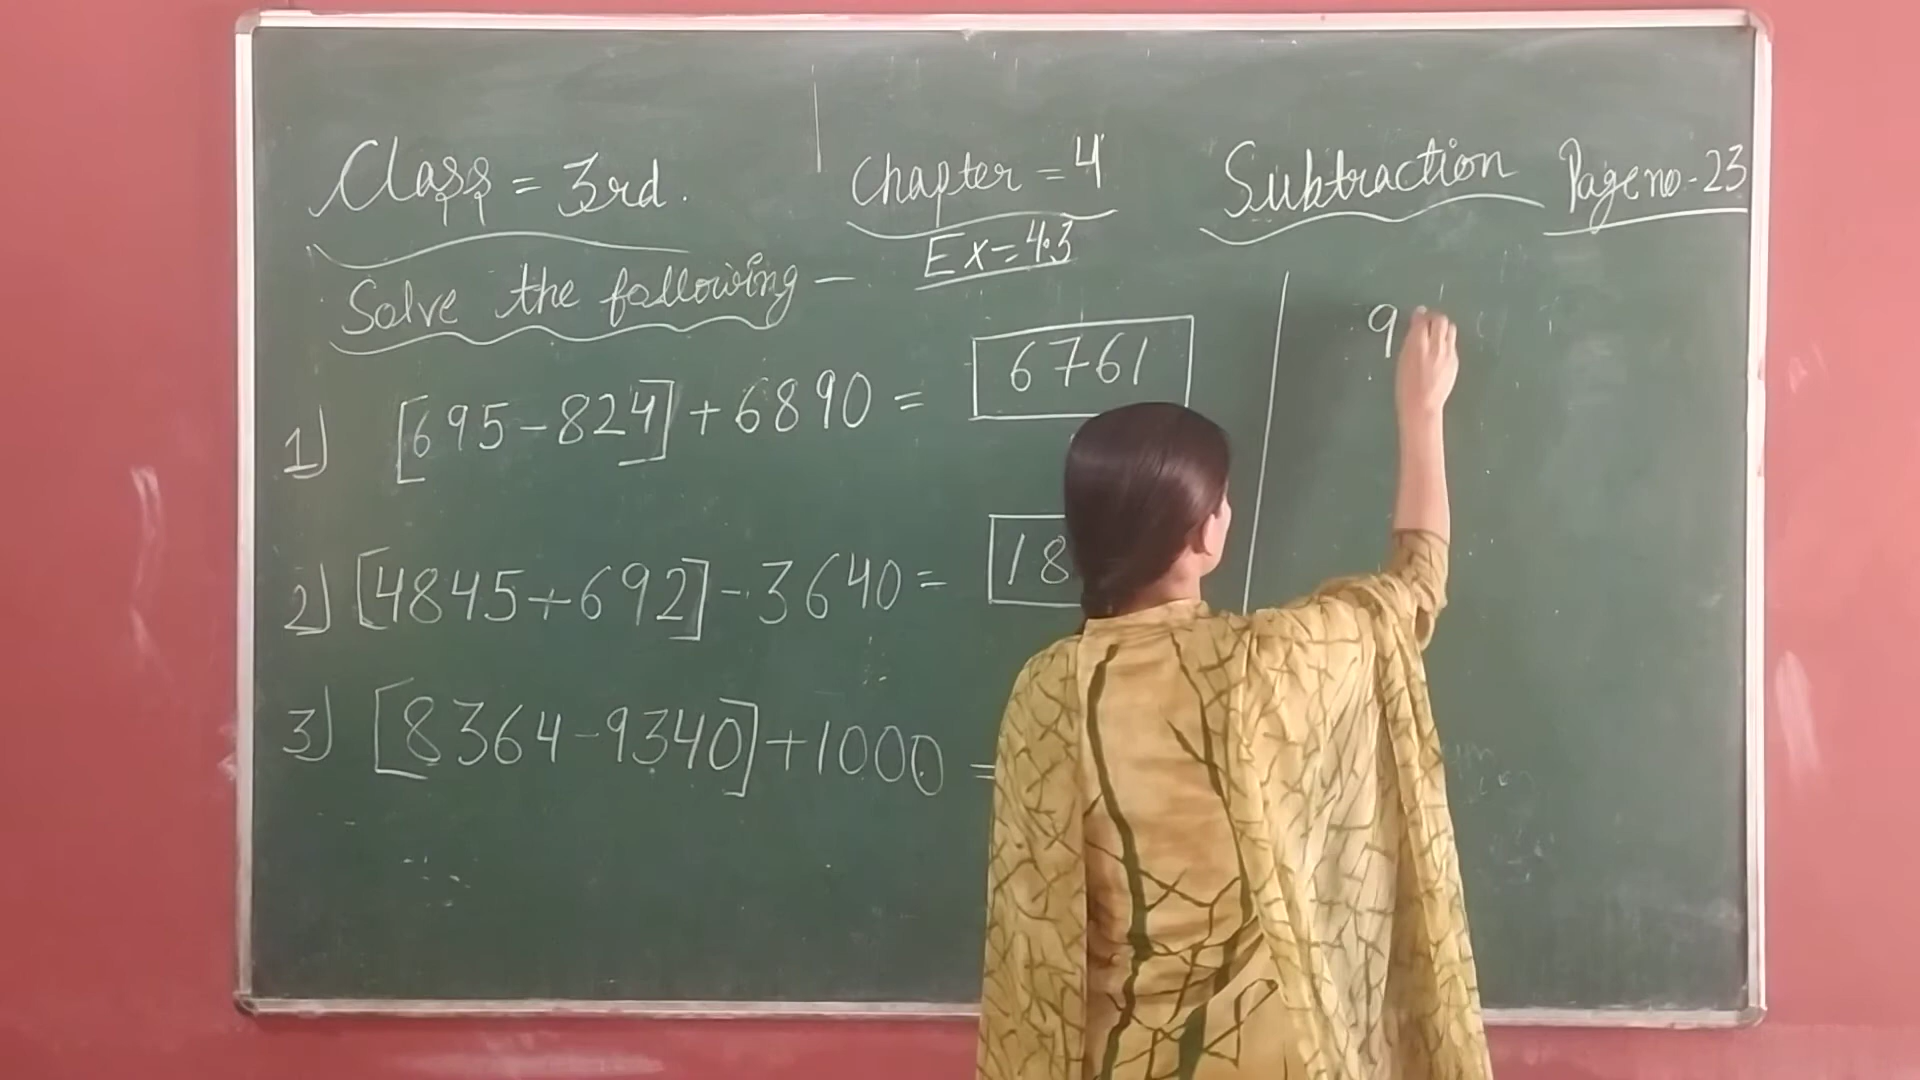 Class = 3rd. Chapter = 4 Subtraction Page no - 23
Ex = 4.3
Solve the following -
1) [695-824] + 6890 = 6761
2) [4845+692] - 3640 = 18
3) [8364-9340] + 1000 =
9